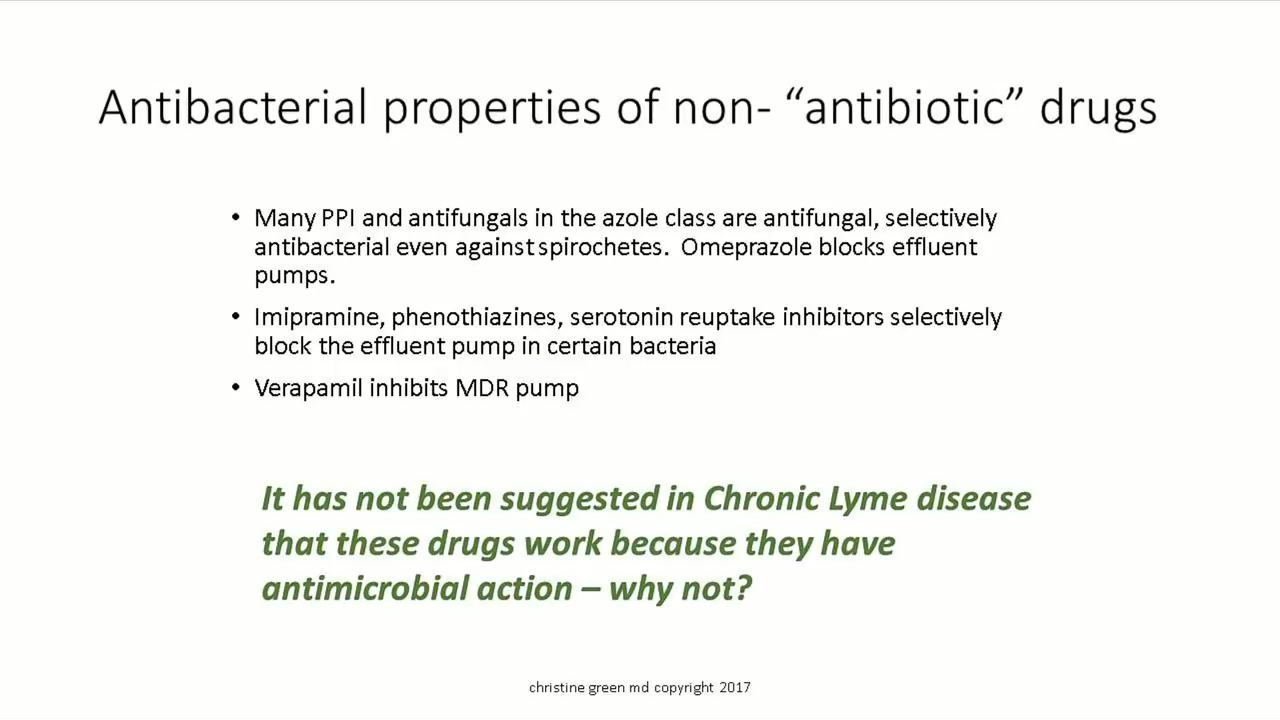 Antibacterial properties of non- “antibiotic” drugs
• Many PPI and antifungals in the azole class are antifungal, selectively
antibacterial even against spirochetes. Omeprazole blocks effluent
pumps.
• Imipramine, phenothiazines, serotonin reuptake inhibitors selectively
block the effluent pump in certain bacteria
• Verapamil inhibits MDR pump
It has not been suggested in Chronic Lyme disease
that these drugs work because they have
antimicrobial action – why not?
christine green md copyright 2017